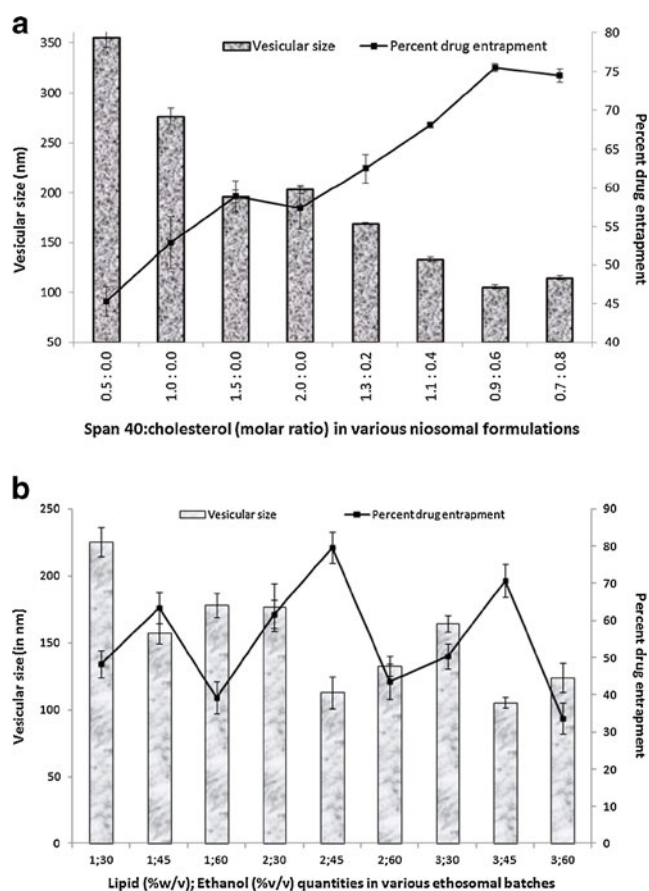 a
Vesicular size
Percent drug entrapment
350
300
250
200
150
100
50
Vesicular size (nm)
80
75
70
65
60
55
50
45
40
Percent drug entrapment
0.5 : 0.0
1.0 : 0.0
1.5 : 0.0
2.0 : 0.0
1.3 : 0.2
1.1 : 0.4
0.9 : 0.6
0.7 : 0.8
Span 40:cholesterol (molar ratio) in various niosomal formulations
b
Vesicular size
Percent drug entrapment
250
200
150
100
50
0
Vesicular size [in nm]
90
80
70
60
50
40
30
20
10
0
Percent drug entrapment
1;30
1;45
1;60
2;30
2;45
2;60
3;30
3;45
3;60
Lipid (%w/v); Ethanol (%v/v) quantities in various ethosomal batches